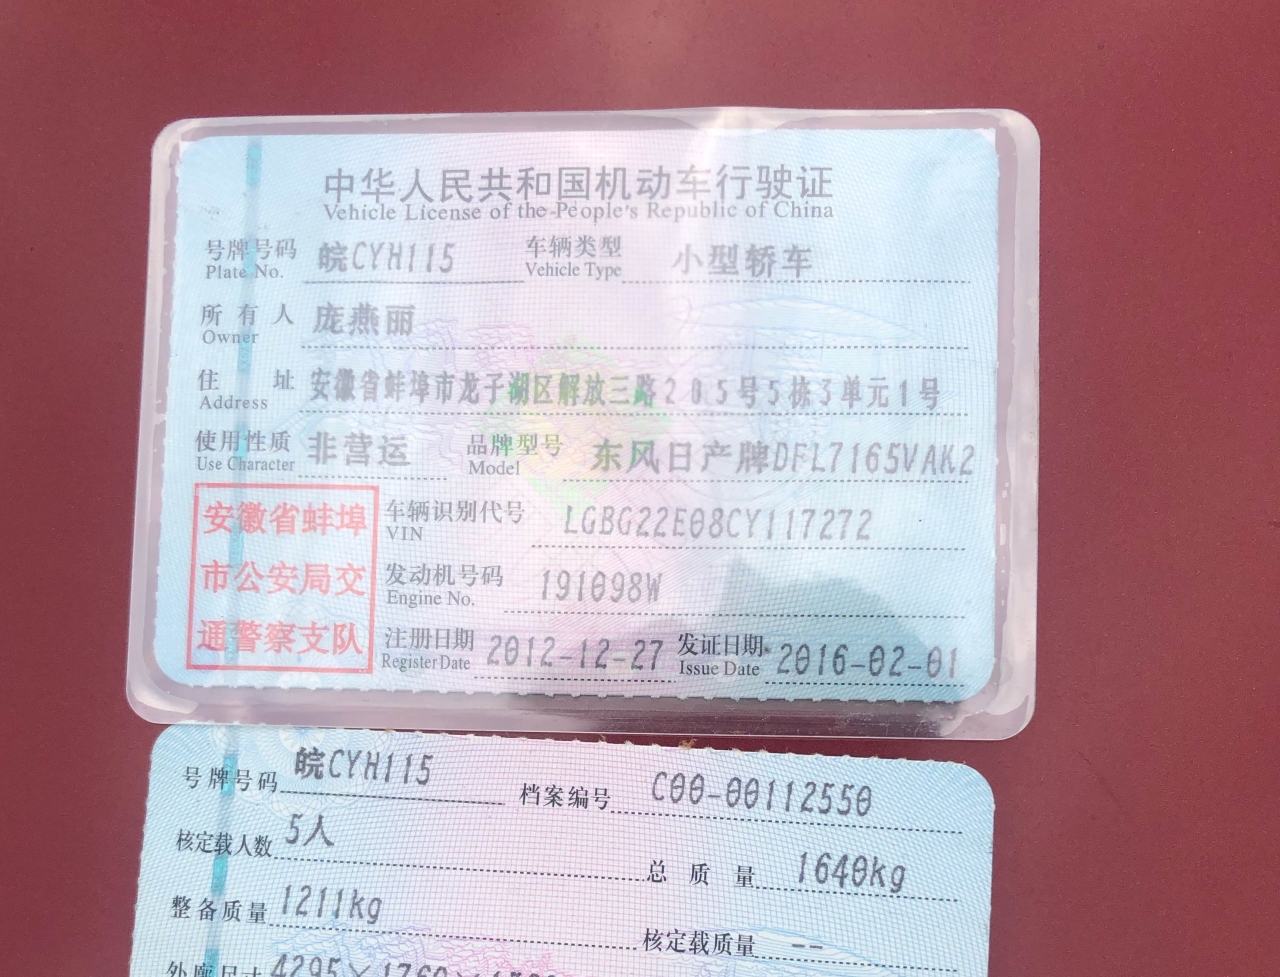 中华人民共和国机动车行驶证
Vehicle License of the People's Republic of China
号牌号码 皖CYH115 车辆类型 小型轿车
Plate No. Vehicle Type
所有人 庞燕丽
Owner
住址 安徽省蚌埠市龙子湖区解放三路205号5栋3单元1号
Address
使用性质 非营运 品牌型号 东风日产牌DFL7165VAK2
Use Character Model
安徽省蚌埠
市公安局交
通警察支队
车辆识别代号 LGBG22E08CY117272
VIN
发动机号码 191098W
Engine No.
注册日期 2012-12-27 发证日期 2016-02-01
Register Date Issue Date
号牌号码 皖CYH115 档案编号 C00-00112550
核定载人数 5人 总质量 1640kg
整备质量 1211kg 核定载质量 --
外廓尺寸 4295×1760×